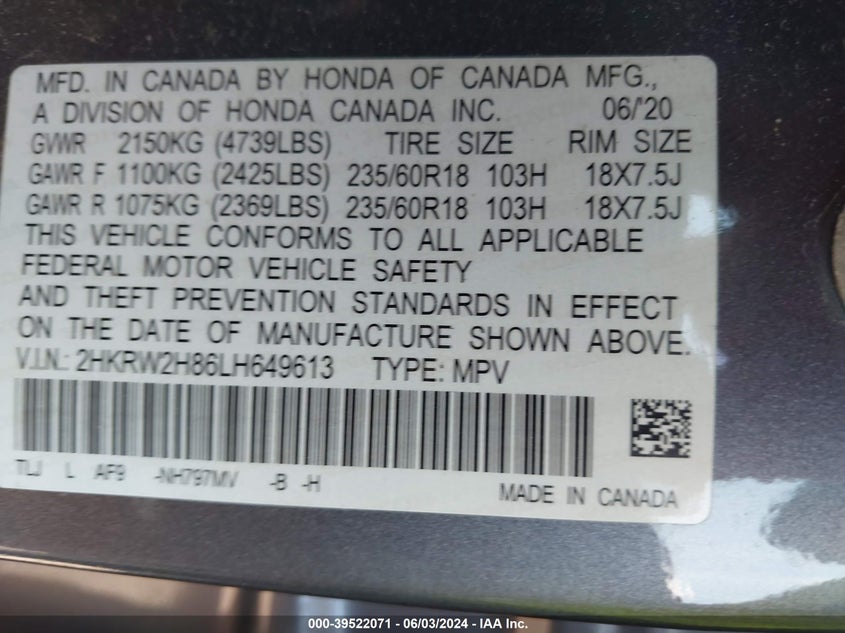 MFD. IN CANADA BY HONDA OF CANADA MFG.,
A DIVISION OF HONDA CANADA INC. 06/'20
GVWR 2150KG (4739LBS) TIRE SIZE RIM SIZE
GAWR F 1100KG (2425LBS) 235/60R18 103H 18X7.5J
GAWR R 1075KG (2369LBS) 235/60R18 103H 18X7.5J
THIS VEHICLE CONFORMS TO ALL APPLICABLE
FEDERAL MOTOR VEHICLE SAFETY
AND THEFT PREVENTION STANDARDS IN EFFECT
ON THE DATE OF MANUFACTURE SHOWN ABOVE.
V.I.N.: 2HKRW2H86LH649613 TYPE: MPV
TLJ L AF9 -NH797MV -B -H
MADE IN CANADA
000-39522071 - 06/03/2024 - IAA Inc.